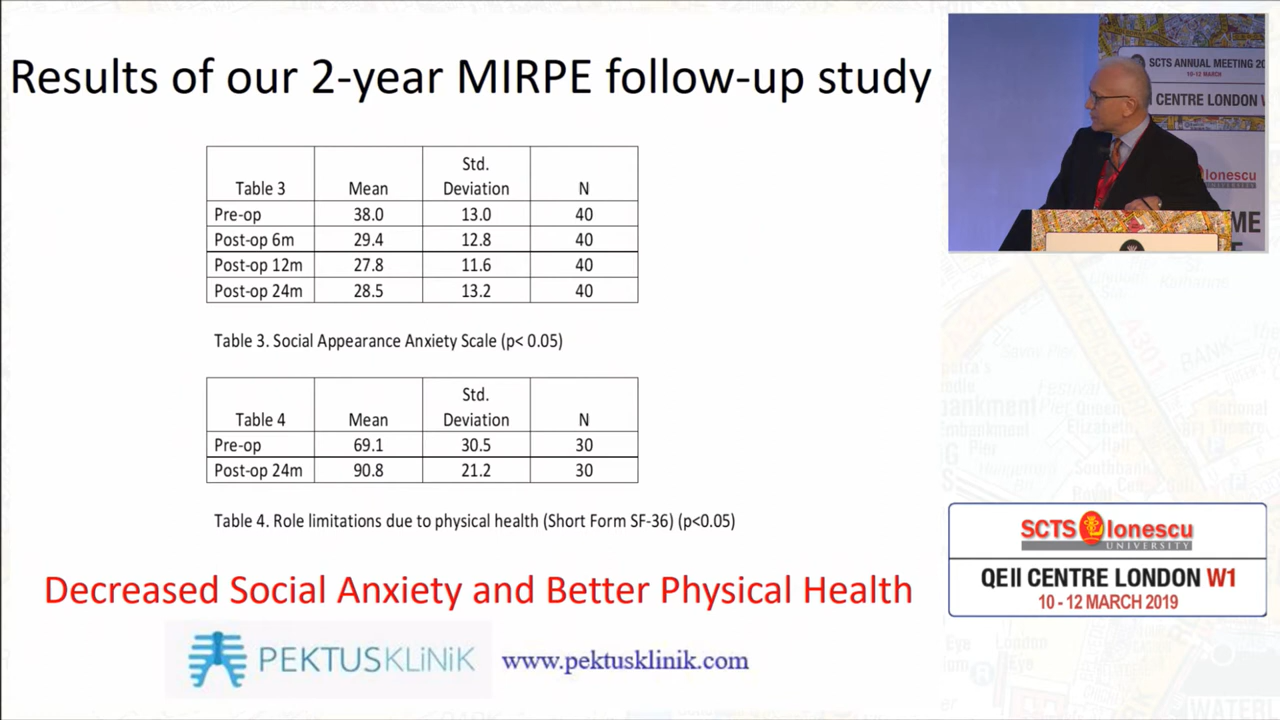 Results of our 2-year MIRPE follow-up study
Table 3 Mean Std. Deviation N
Pre-op 38.0 13.0 40
Post-op 6m 29.4 12.8 40
Post-op 12m 27.8 11.6 40
Post-op 24m 28.5 13.2 40
Table 3. Social Appearance Anxiety Scale (p< 0.05)
Table 4 Mean Std. Deviation N
Pre-op 69.1 30.5 30
Post-op 24m 90.8 21.2 30
Table 4. Role limitations due to physical health (Short Form SF-36) (p<0.05)
Decreased Social Anxiety and Better Physical Health
PEKTUSKLiNiK
www.pektusklinik.com
SCTS ANNUAL MEETING 20
10-12 MARCH
CENTRE LONDON
Ionescu
ME
SCTS Ionescu
UNIVERSITY
QEII CENTRE LONDON W1
10 - 12 MARCH 2019